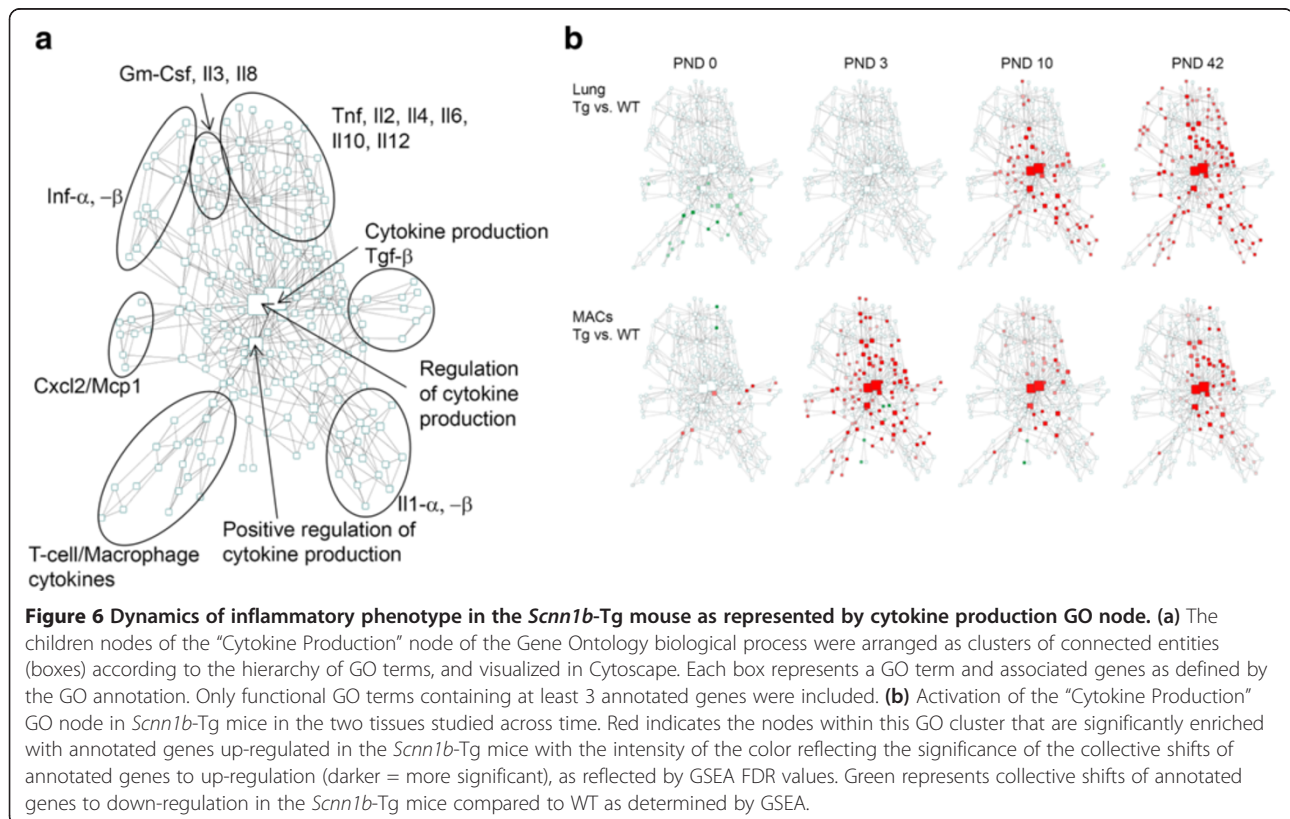 a
Gm-Csf, Il3, Il8
Tnf, Il2, Il4, Il6,
Il10, Il12
Inf-α, –β
Cytokine production
Tgf-β
Cxcl2/Mcp1
Regulation
of cytokine
production
Il1-α, –β
Positive regulation of
cytokine production
T-cell/Macrophage
cytokines
b
PND 0
PND 3
PND 10
PND 42
Lung
Tg vs. WT
MACs
Tg vs. WT
Figure 6 Dynamics of inflammatory phenotype in the Scnn1b-Tg mouse as represented by cytokine production GO node. (a) The
children nodes of the “Cytokine Production” node of the Gene Ontology biological process were arranged as clusters of connected entities
(boxes) according to the hierarchy of GO terms, and visualized in Cytoscape. Each box represents a GO term and associated genes as defined by
the GO annotation. Only functional GO terms containing at least 3 annotated genes were included. (b) Activation of the “Cytokine Production”
GO node in Scnn1b-Tg mice in the two tissues studied across time. Red indicates the nodes within this GO cluster that are significantly enriched
with annotated genes up-regulated in the Scnn1b-Tg mice with the intensity of the color reflecting the significance of the collective shifts of
annotated genes to up-regulation (darker = more significant), as reflected by GSEA FDR values. Green represents collective shifts of annotated
genes to down-regulation in the Scnn1b-Tg mice compared to WT as determined by GSEA.